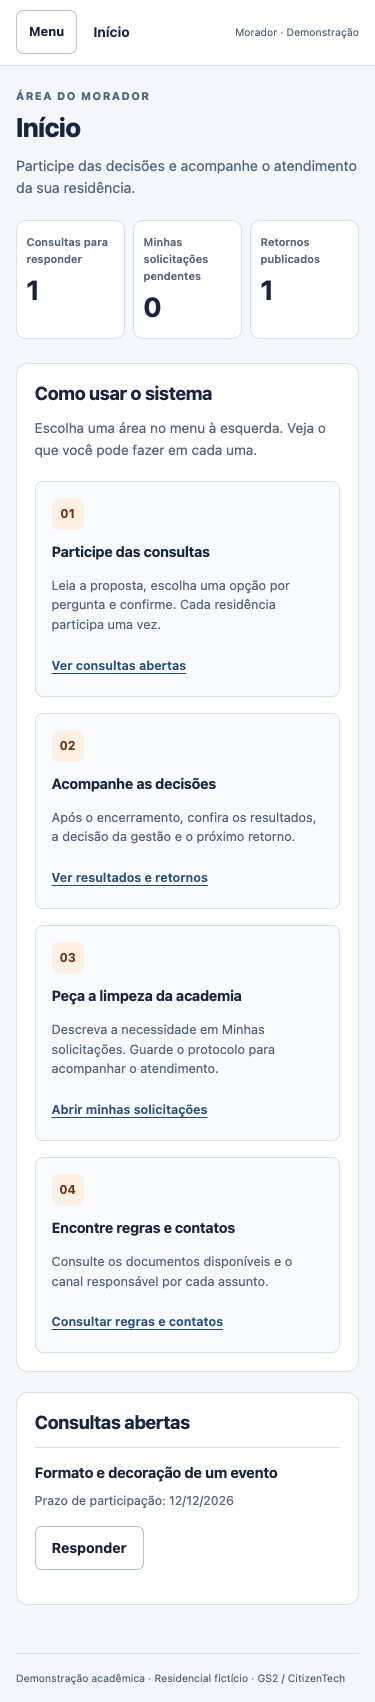 Menu
Início
Morador · Demonstração
ÁREA DO MORADOR
Início
Participe das decisões e acompanhe o atendimento
da sua residência.
Consultas para
responder
1
Minhas
solicitações
pendentes
0
Retornos
publicados
1
Como usar o sistema
Escolha uma área no menu à esquerda. Veja o
que você pode fazer em cada uma.
01
Participe das consultas
Leia a proposta, escolha uma opção por
pergunta e confirme. Cada residência
participa uma vez.
Ver consultas abertas
02
Acompanhe as decisões
Após o encerramento, confira os resultados,
a decisão da gestão e o próximo retorno.
Ver resultados e retornos
03
Peça a limpeza da academia
Descreva a necessidade em Minhas
solicitações. Guarde o protocolo para
acompanhar o atendimento.
Abrir minhas solicitações
04
Encontre regras e contatos
Consulte os documentos disponíveis e o
canal responsável por cada assunto.
Consultar regras e contatos
Consultas abertas
Formato e decoração de um evento
Prazo de participação: 12/12/2026
Responder
Demonstração acadêmica · Residencial fictício · GS2 / CitizenTech